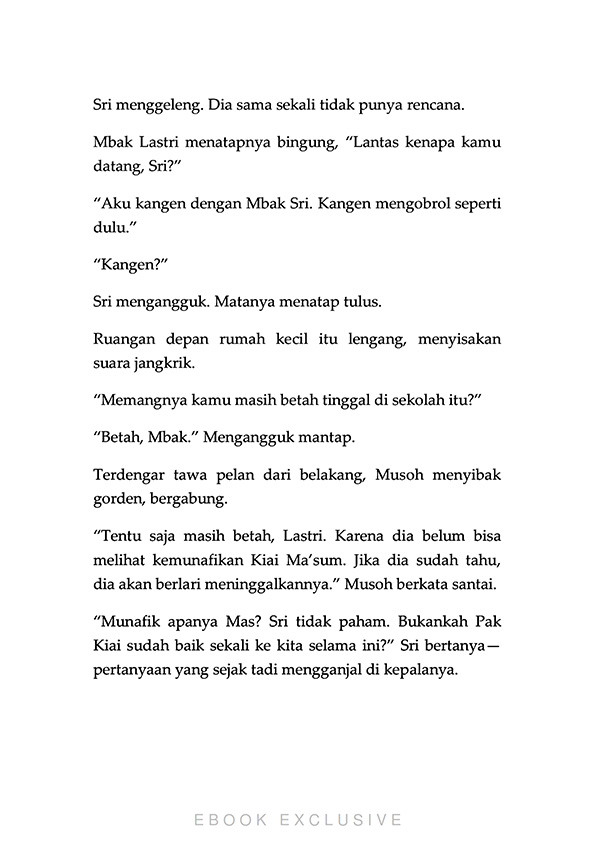 Sri menggeleng. Dia sama sekali tidak punya rencana.
Mbak Lastri menatapnya bingung, “Lantas kenapa kamu
datang, Sri?”
“Aku kangen dengan Mbak Sri. Kangen mengobrol seperti
dulu.”
“Kangen?”
Sri mengangguk. Matanya menatap tulus.
Ruangan depan rumah kecil itu lengang, menyisakan
suara jangkrik.
“Memangnya kamu masih betah tinggal di sekolah itu?”
“Betah, Mbak.” Mengangguk mantap.
Terdengar tawa pelan dari belakang, Musoh menyibak
gorden, bergabung.
“Tentu saja masih betah, Lastri. Karena dia belum bisa
melihat kemunafikan Kiai Ma’sum. Jika dia sudah tahu,
dia akan berlari meninggalkannya.” Musoh berkata santai.
“Munafik apanya Mas? Sri tidak paham. Bukankah Pak
Kiai sudah baik sekali ke kita selama ini?” Sri bertanya—
pertanyaan yang sejak tadi mengganjal di kepalanya.
EBOOK EXCLUSIVE